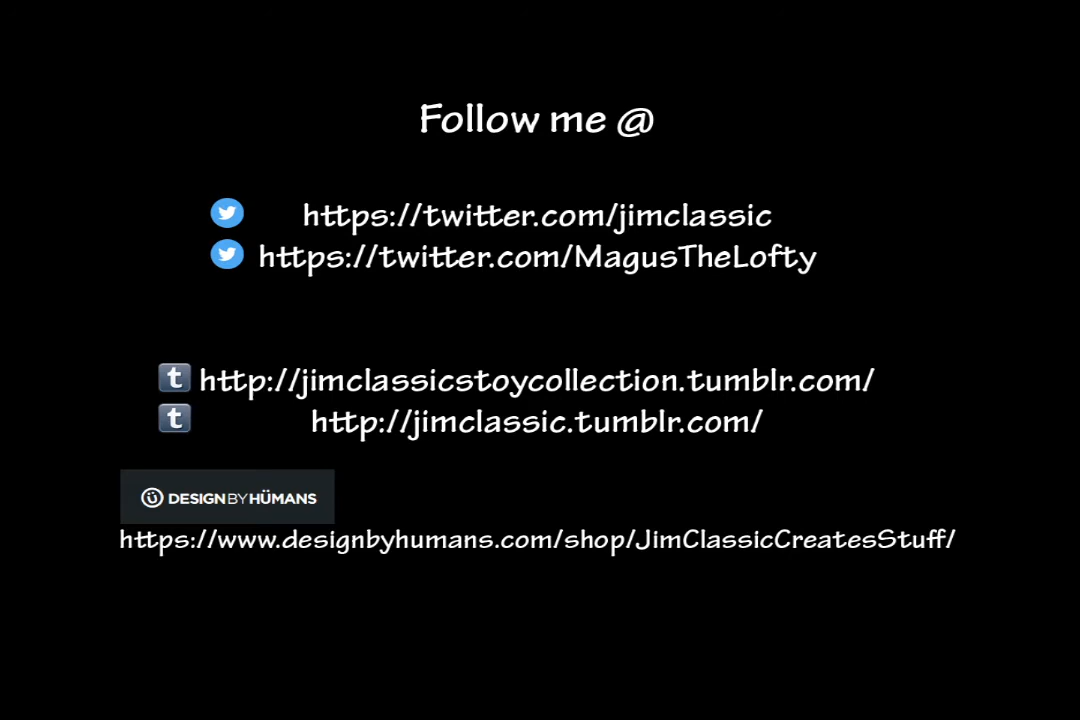 Follow me @
https://twitter.com/jimclassic
https://twitter.com/MagusTheLofty
t http://jimclassicstoycollection.tumblr.com/
t http://jimclassic.tumblr.com/
ü DESIGNBYHÜMANS
https://www.designbyhumans.com/shop/JimClassicCreatesStuff/